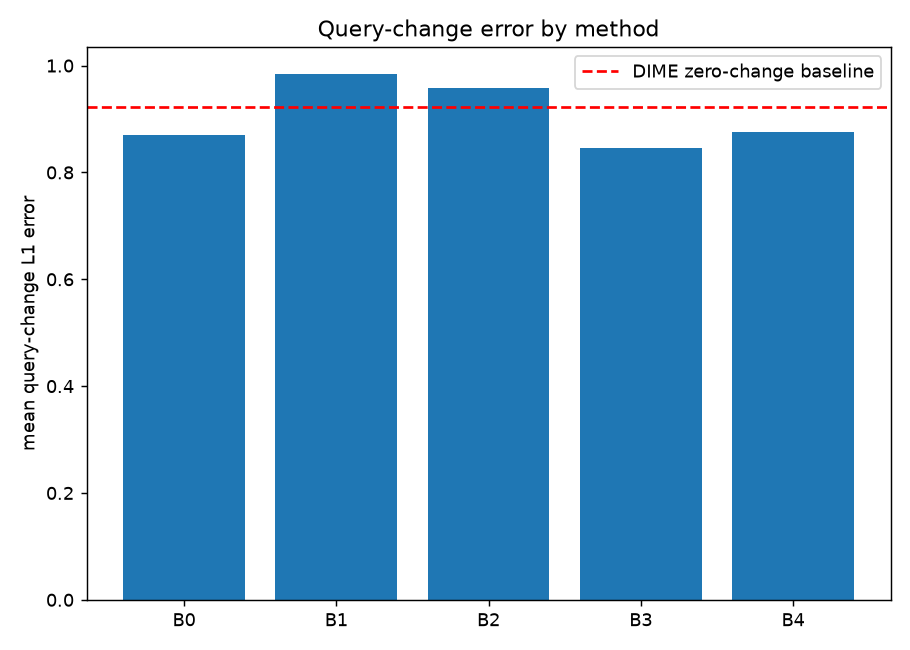 Query-change error by method
DIME zero-change baseline
mean query-change L1 error
1.0
0.8
0.6
0.4
0.2
0.0
B0 B1 B2 B3 B4